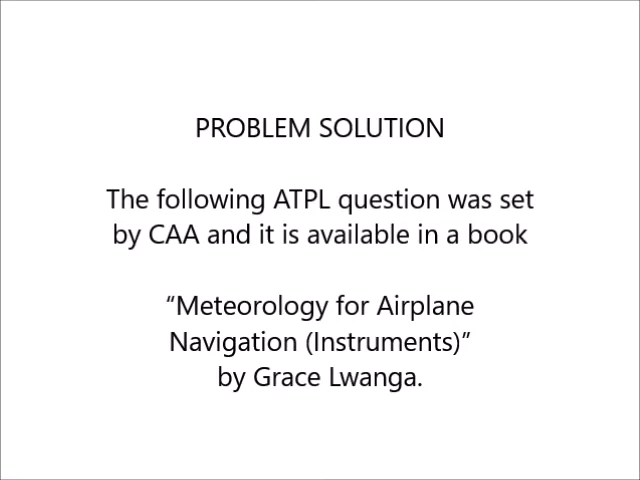 PROBLEM SOLUTION
The following ATPL question was set
by CAA and it is available in a book
“Meteorology for Airplane
Navigation (Instruments)”
by Grace Lwanga.